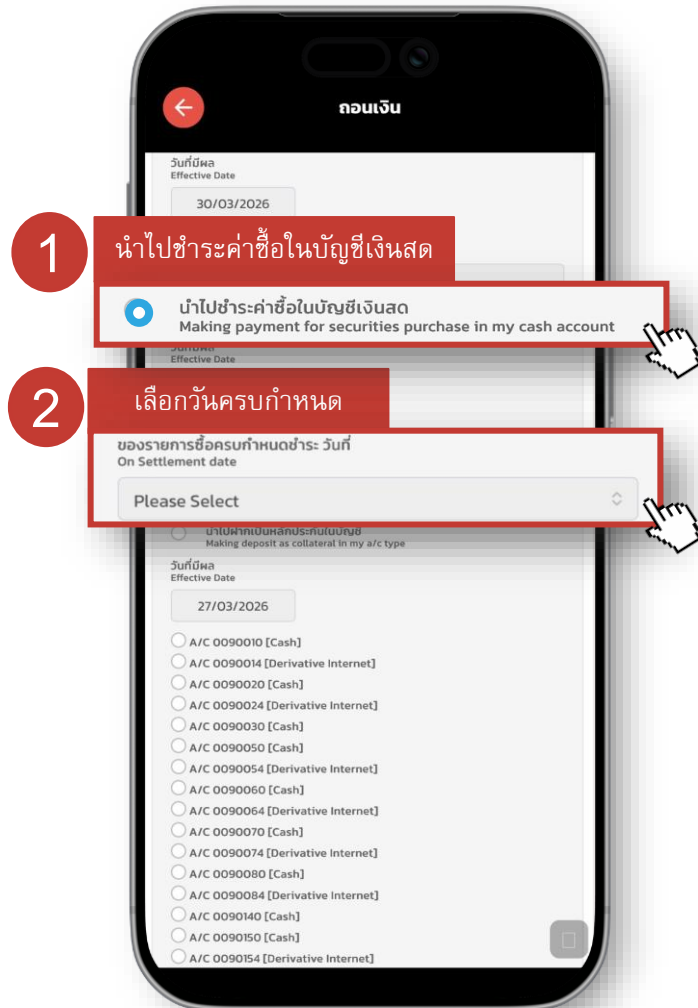 ถอนเงิน
วันที่มีผล
Effective Date
30/03/2026
1
นำไปชำระค่าซื้อในบัญชีเงินสด
นำไปชำระค่าซื้อในบัญชีเงินสด
Making payment for securities purchase in my cash account
Effective Date
2
เลือกวันครบกำหนด
ของรายการซื้อครบกำหนดชำระ วันที่
On Settlement date
Please Select
นำไปฝากเป็นหลักประกันในบัญชี
Making deposit as collateral in my a/c type
วันที่มีผล
Effective Date
27/03/2026
A/C 0090010 [Cash]
A/C 0090014 [Derivative Internet]
A/C 0090020 [Cash]
A/C 0090024 [Derivative Internet]
A/C 0090030 [Cash]
A/C 0090050 [Cash]
A/C 0090054 [Derivative Internet]
A/C 0090060 [Cash]
A/C 0090064 [Derivative Internet]
A/C 0090070 [Cash]
A/C 0090074 [Derivative Internet]
A/C 0090080 [Cash]
A/C 0090084 [Derivative Internet]
A/C 0090140 [Cash]
A/C 0090150 [Cash]
A/C 0090154 [Derivative Internet]